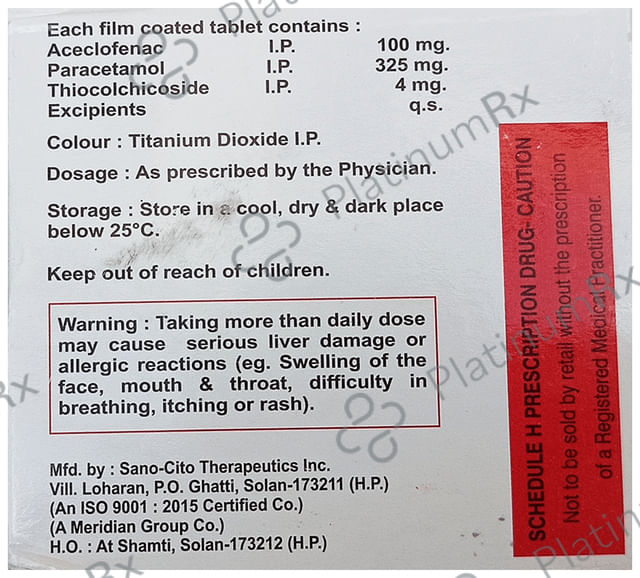 Each film coated tablet contains :
Aceclofenac I.P. 100 mg.
Paracetamol I.P. 325 mg.
Thiocolchicoside I.P. 4 mg.
Excipients q.s.
Colour : Titanium Dioxide I.P.
Dosage : As prescribed by the Physician.
Storage : Store in a cool, dry & dark place
below 25°C.
Keep out of reach of children.
Warning : Taking more than daily dose
may cause serious liver damage or
allergic reactions (eg. Swelling of the
face, mouth & throat, difficulty in
breathing, itching or rash).
Mfd. by : Sano-Cito Therapeutics Inc.
Vill. Loharan, P.O. Ghatti, Solan-173211 (H.P.)
(An ISO 9001 : 2015 Certified Co.)
(A Meridian Group Co.)
H.O. : At Shamti, Solan-173212 (H.P.)
SCHEDULE H PRESCRIPTION DRUG- CAUTION
Not to be sold by retail without the prescription
of a Registered Medical Practitioner.
PlatinumRx
PlatinumRx
Rx
Rx
Platin